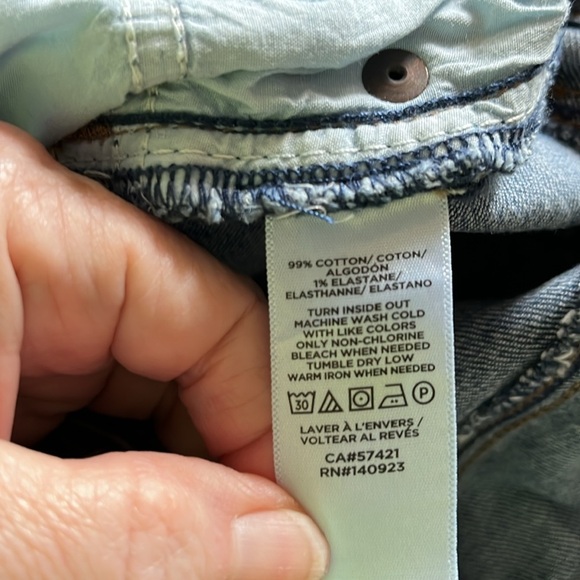 99% COTTON/ COTON/
ALGODÓN
1% ELASTANE/
ELASTHANNE/ ELASTANO
TURN INSIDE OUT
MACHINE WASH COLD
WITH LIKE COLORS
ONLY NON-CHLORINE
BLEACH WHEN NEEDED
TUMBLE DRY LOW
WARM IRON WHEN NEEDED
30 P
LAVER À L'ENVERS /
VOLTEAR AL REVÉS
CA#57421
RN#140923